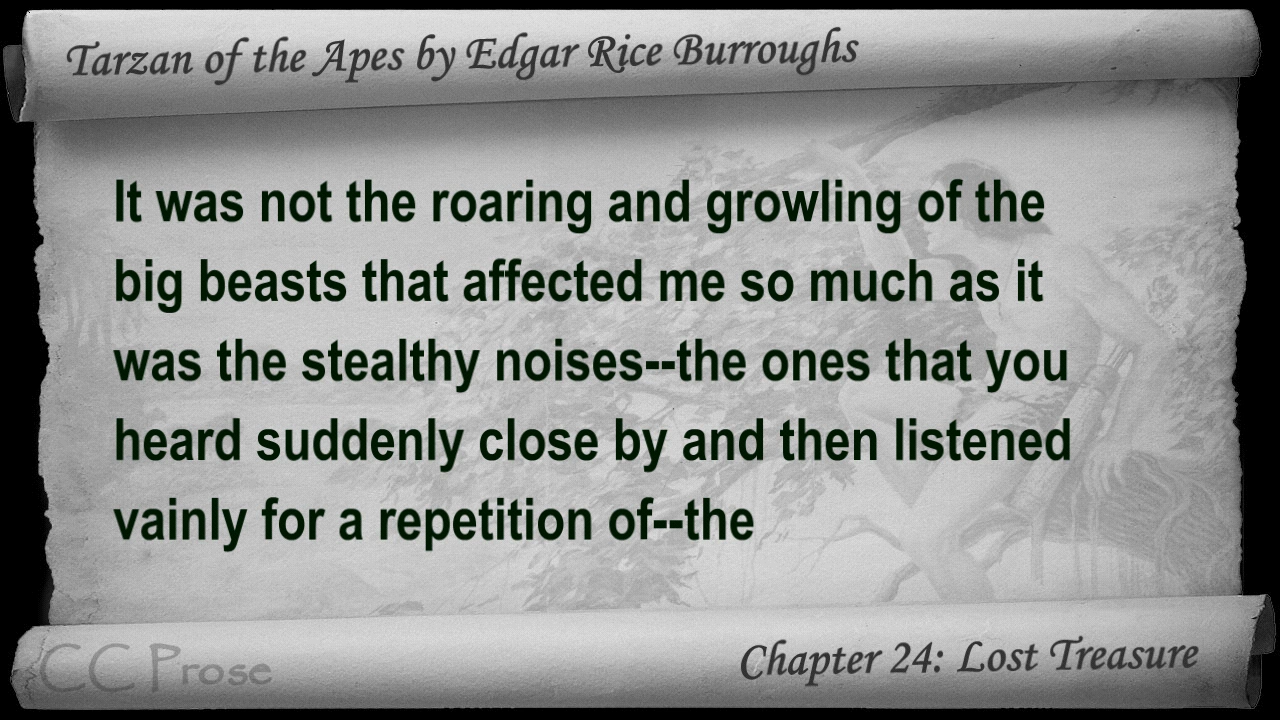 Tarzan of the Apes by Edgar Rice Burroughs
It was not the roaring and growling of the
big beasts that affected me so much as it
was the stealthy noises--the ones that you
heard suddenly close by and then listened
vainly for a repetition of--the
CC Prose
Chapter 24: Lost Treasure